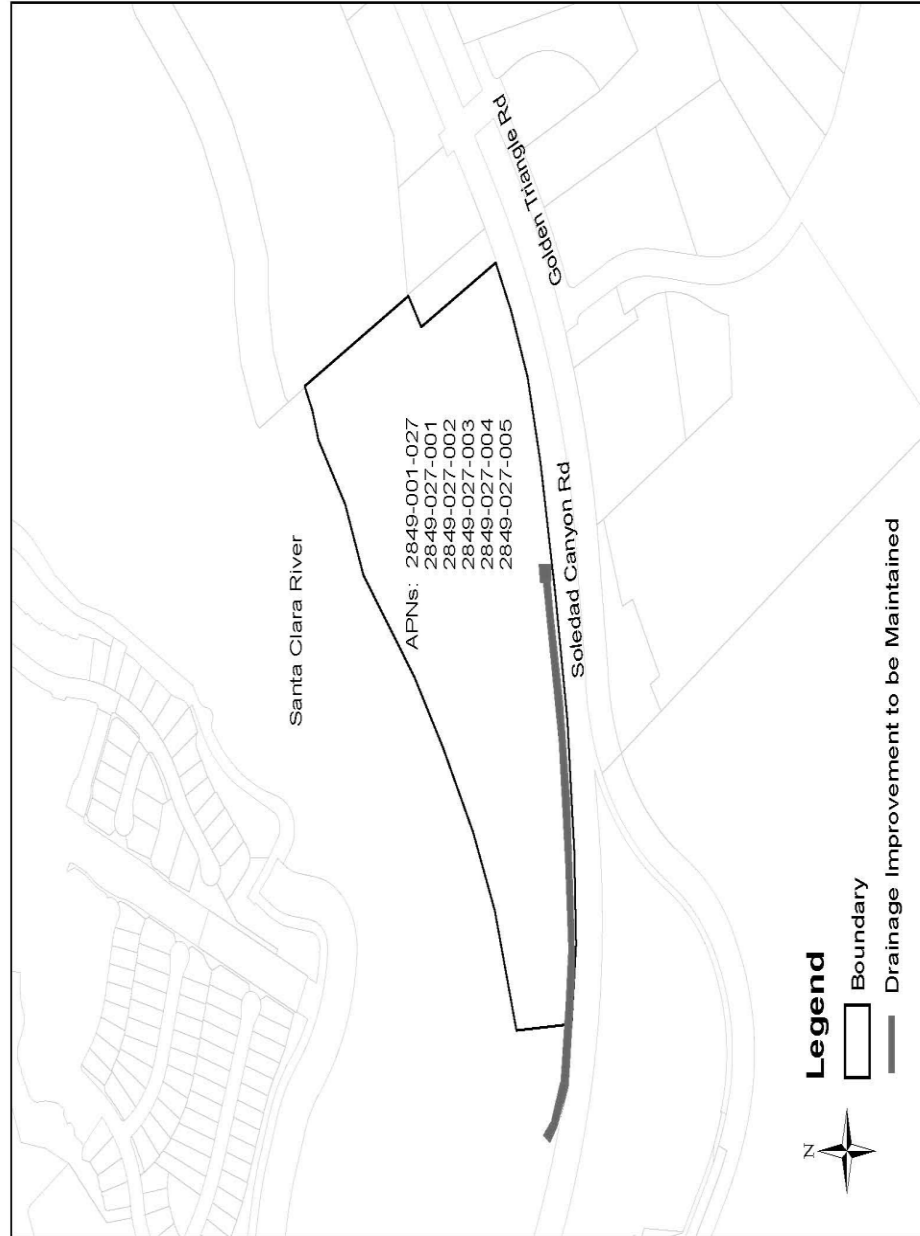 Santa Clara River
APNs: 2849-001-027
2849-027-001
2849-027-002
2849-027-003
2849-027-004
2849-027-005
Golden Triangle Rd
Soledad Canyon Rd
N
Legend
Boundary
Drainage Improvement to be Maintained